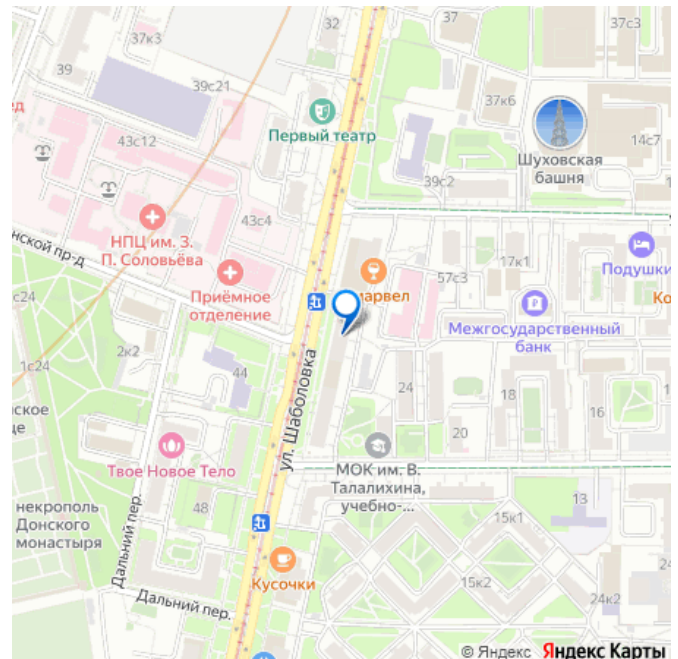 32
37
37с3
37к3
39
39с21
37к6
Первый театр
43с12
14с7
Шуховская
башня
39с2
43с4
НПЦ им. З.
П. Соловьёва
Приёмное
отделение
57с3
17к1
Подушки
с24
марвел
Ко
Межгосударственный
банк
2к2
1с24
44
24
18
16
20
ул. Шаболовка
Твое Новое Тело
МОК им. В.
Талалихина,
учебно-...
48
13
некрополь
Донского
монастыря
15к1
Дальний пер.
Кусочки
15к2
24к2
Дальний пер.
© Яндекс Яндекс Карты